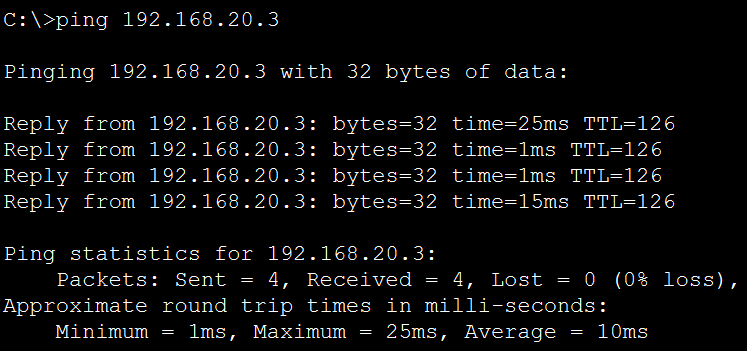 C:\>ping 192.168.20.3
Pinging 192.168.20.3 with 32 bytes of data:
Reply from 192.168.20.3: bytes=32 time=25ms TTL=126
Reply from 192.168.20.3: bytes=32 time=1ms TTL=126
Reply from 192.168.20.3: bytes=32 time=1ms TTL=126
Reply from 192.168.20.3: bytes=32 time=15ms TTL=126
Ping statistics for 192.168.20.3:
    Packets: Sent = 4, Received = 4, Lost = 0 (0% loss),
Approximate round trip times in milli-seconds:
    Minimum = 1ms, Maximum = 25ms, Average = 10ms